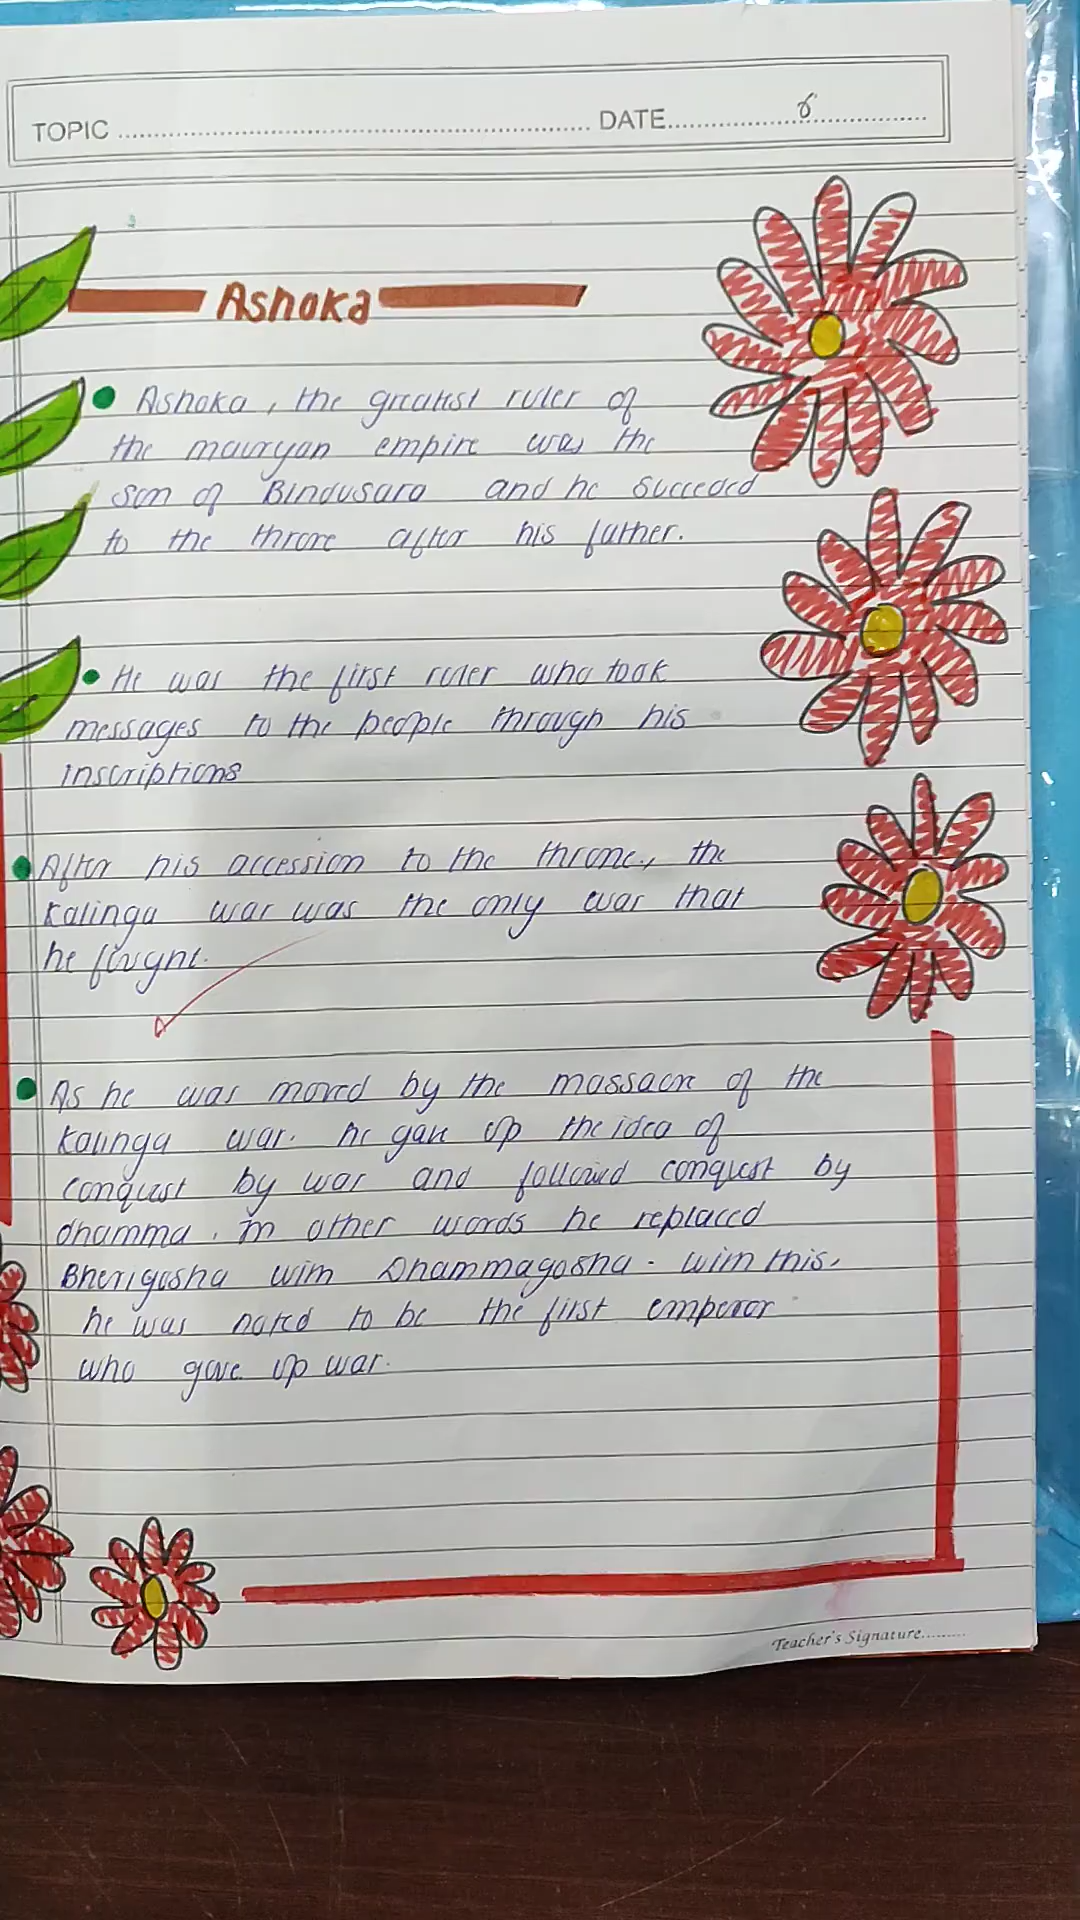 TOPIC DATE 8
Ashoka
Ashoka, the greatest ruler of
the mauryan empire was the
son of Bindusara and he succeded
to the throne after his father.
He was the first ruler who took
messages to the people through his
inscriptions
After his accession to the throne, the
Kalinga war was the only war that
he fought.
As he was moved by the massacre of the
Kalinga war. he gave up the idea of
conquest by war and followed conquest by
dhamma. In other words he replaced
Bherigosha with Dhammagosha. With this,
he was noted to be the first emperor
who gave up war.
Teacher's Signature